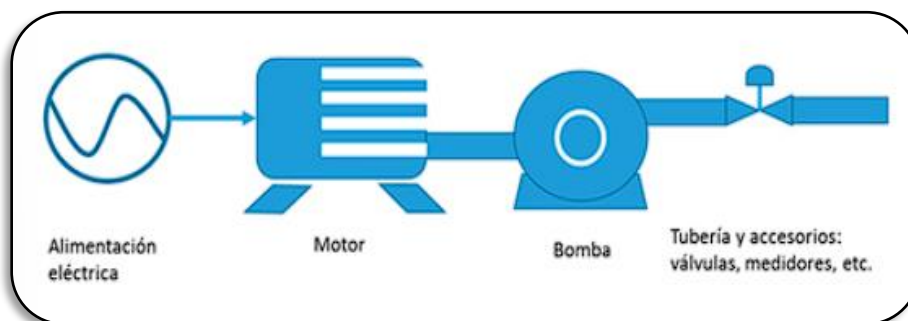 Alimentación
eléctrica
Motor
Bomba
Tubería y accesorios:
válvulas, medidores, etc.